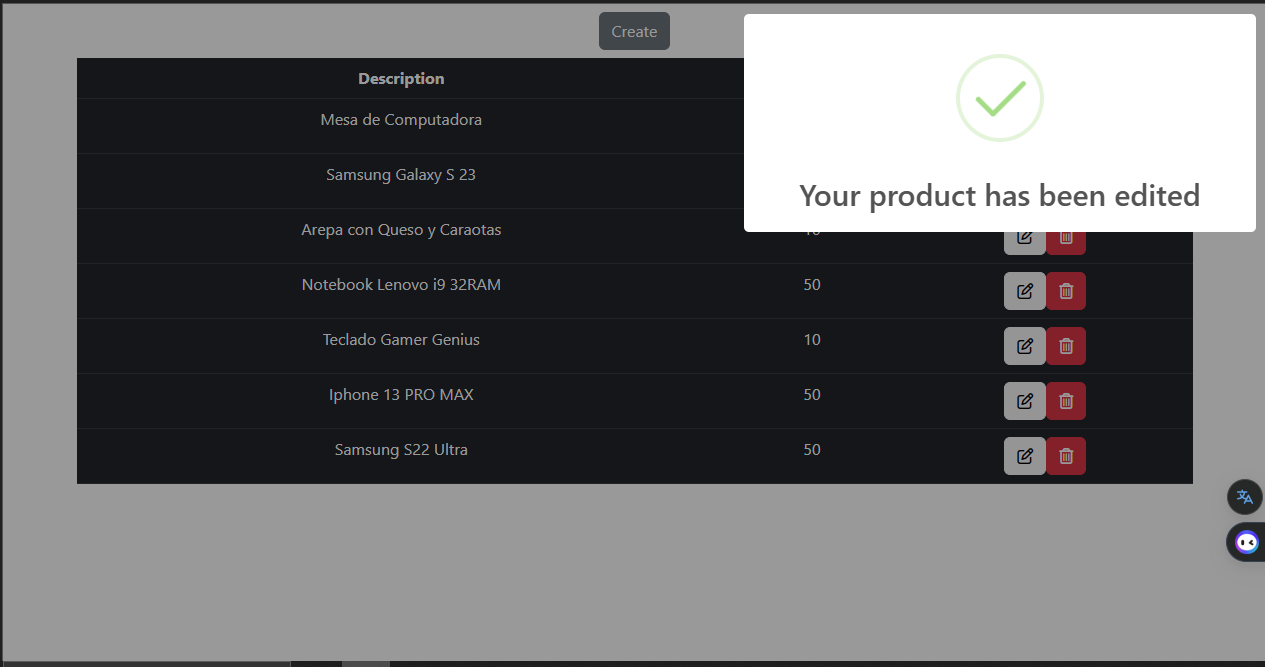 Create
Your product has been edited
Description
Mesa de Computadora
Samsung Galaxy S 23
Arepa con Queso y Caraotas
Notebook Lenovo i9 32RAM 50
Teclado Gamer Genius 10
Iphone 13 PRO MAX 50
Samsung S22 Ultra 50